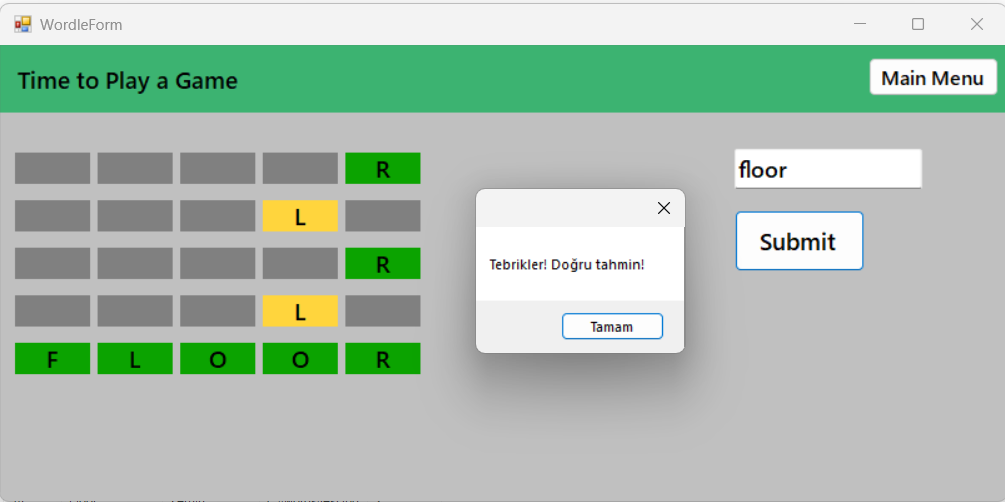 WordleForm
Time to Play a Game
Main Menu
R
L
R
L
F L O O R
floor
Submit
Tebrikler! Doğru tahmin!
Tamam